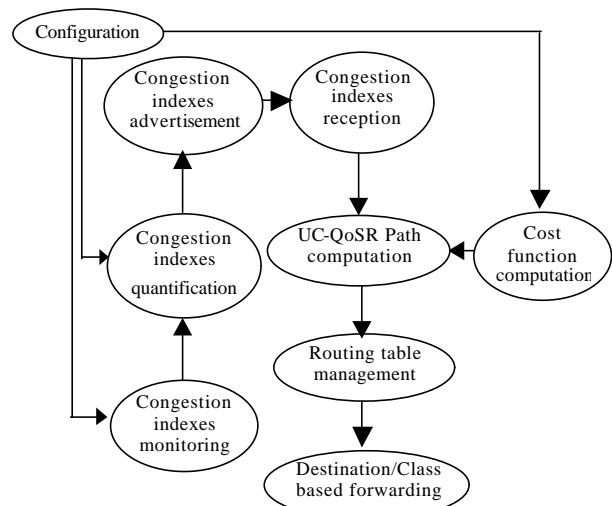 Configuration
Congestion
indexes
advertisement
Congestion
indexes
reception
Congestion
indexes
quantification
UC-QoSR Path
computation
Cost
function
computation
Routing table
management
Congestion
indexes
monitoring
Destination/Class
based forwarding